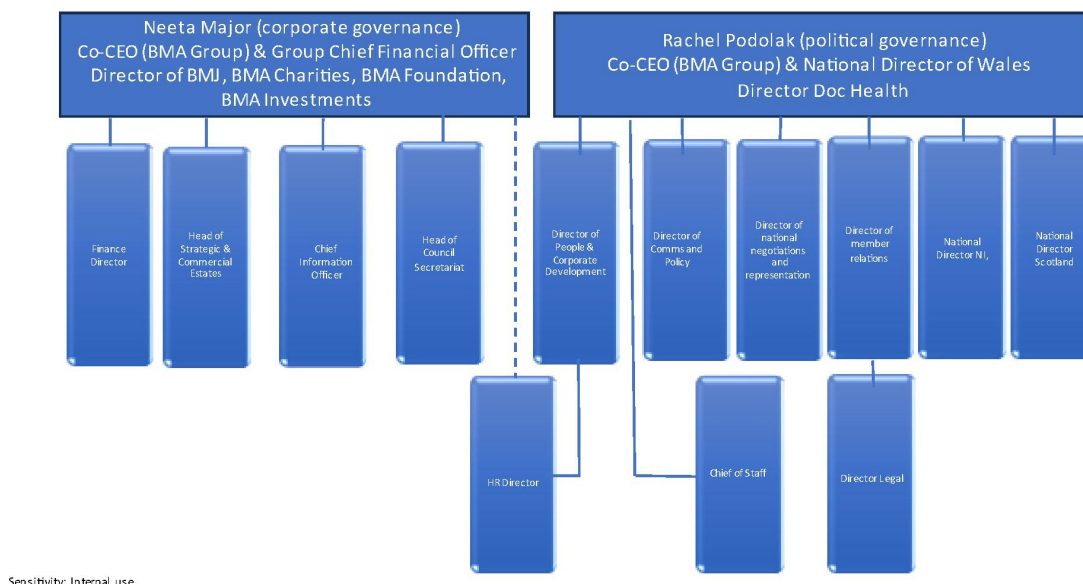 Neeta Major (corporate governance)
Co-CEO (BMA Group) & Group Chief Financial Officer
Director of BMJ, BMA Charities, BMA Foundation,
BMA Investments
Rachel Podolak (political governance)
Co-CEO (BMA Group) & National Director of Wales
Director Doc Health
Finance
Director
Head of
Strategic &
Commercial
Estates
Chief
Information
Officer
Head of
Council
Secretariat
Director of
People &
Corporate
Development
Director of
Comms and
Policy
Director of
national
negotiations
and
representation
Director of
member
relations
National
Director NI,
National
Director
Scotland
HR Director
Chief of Staff
Director Legal
Sensitivity: Internal use